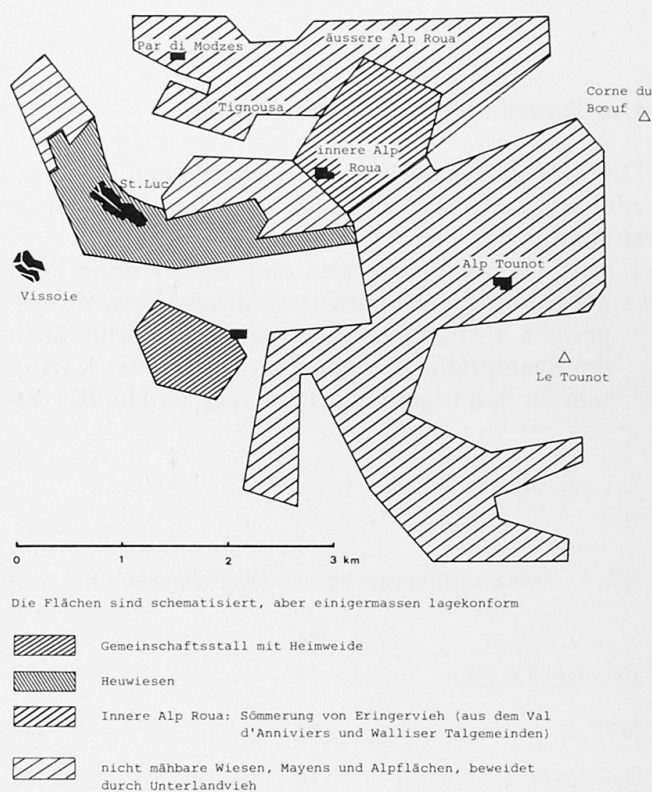 äussere Alp Roua
Par di Modzes
Corne du
Bœuf
Tignousa
innere Alp
Roua
St.Luc
Alp Tounot
Vissoie
Le Tounot
0 1 2 3 km
Die Flächen sind schematisiert, aber einigermassen lagekonform
Gemeinschaftsstall mit Heimweide
Heuwiesen
Innere Alp Roua: Sömmerung von Eringervieh (aus dem Val
d'Anniviers und Walliser Talgemeinden)
nicht mähbare Wiesen, Mayens und Alpflächen, beweidet
durch Unterlandvieh